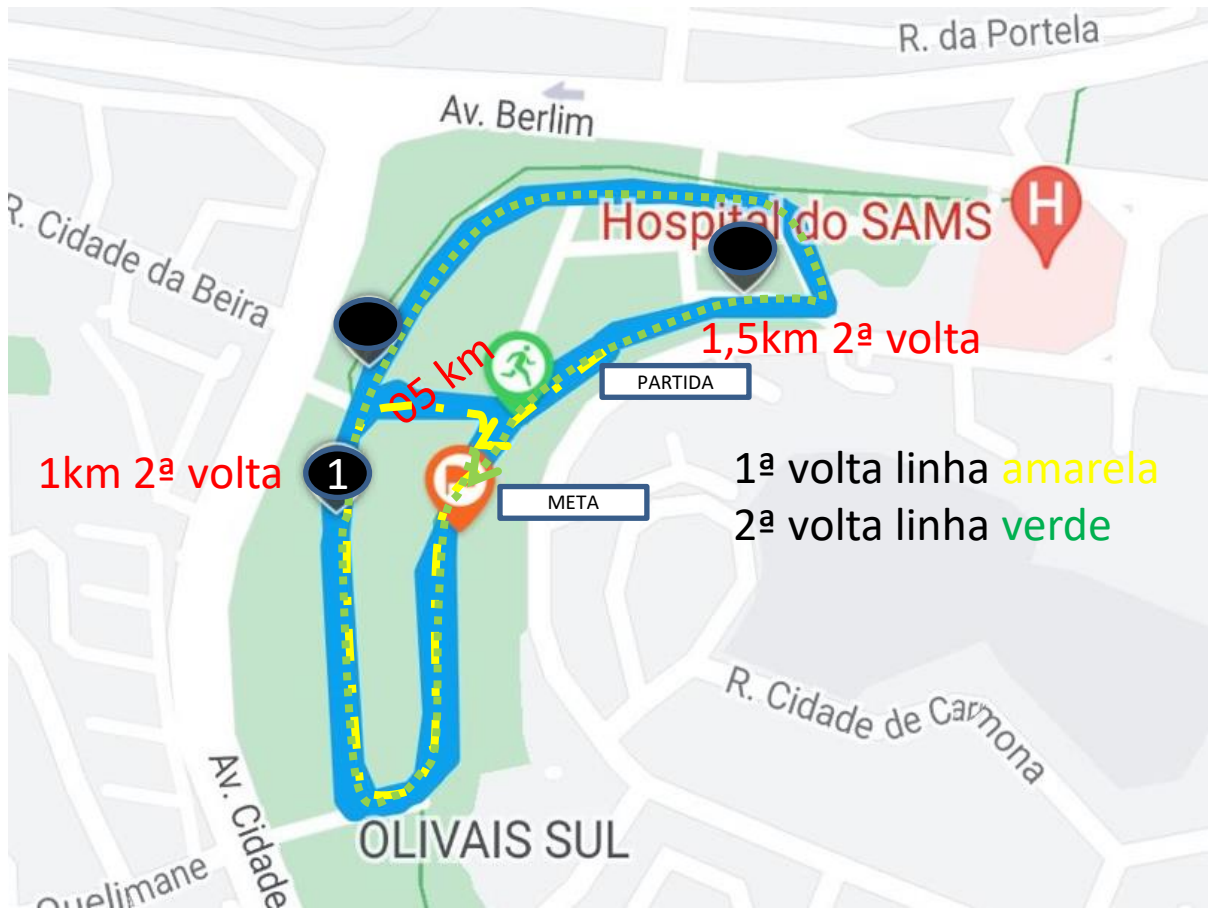 R. da Portela
Av. Berlim
Hospital do SAMS
H
R. Cidade da Beira
1,5km 2ª volta
05 km
PARTIDA
1km 2ª volta
1
META
1ª volta linha amarela
2ª volta linha verde
R. Cidade de Carmona
Av. Cidade
OLIVAIS SUL
Quelimane